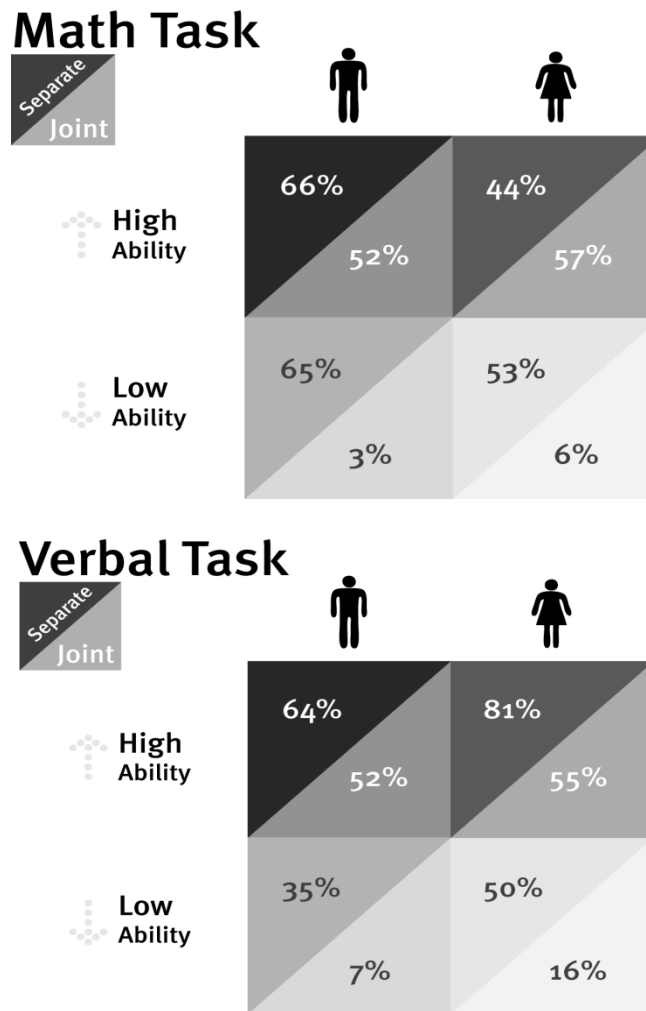 Math Task
Separate
Joint
High
Ability
66% 44%
52% 57%
Low
Ability
65% 53%
3% 6%
Verbal Task
Separate
Joint
High
Ability
64% 81%
52% 55%
Low
Ability
35% 50%
7% 16%